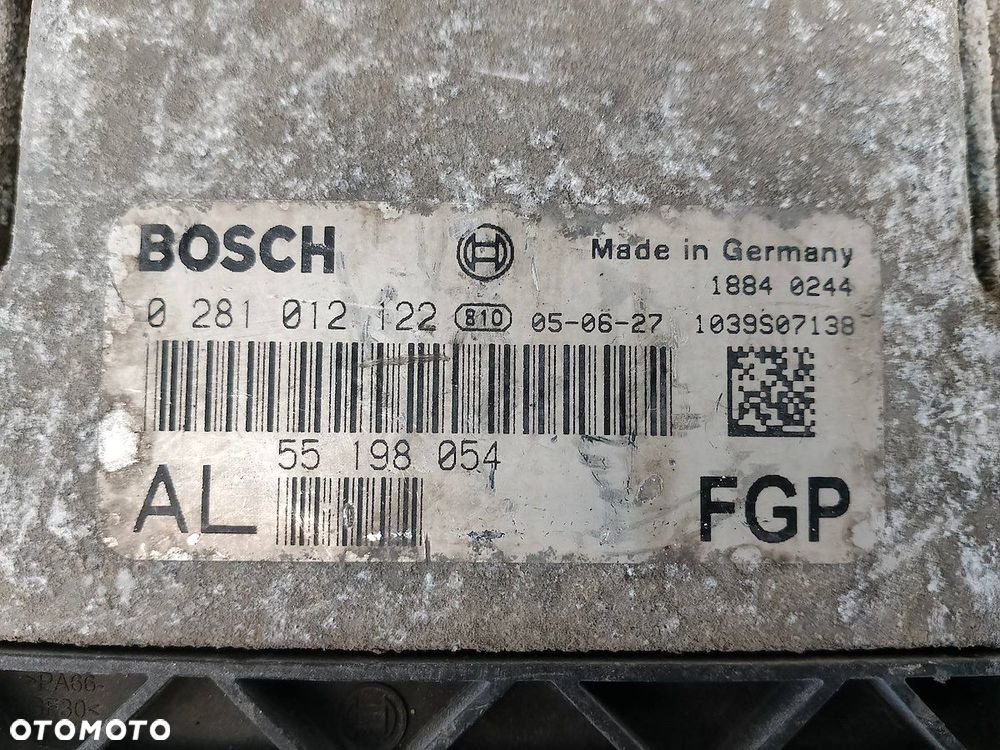 BOSCH Made in Germany
1884 0244
0 281 012 122 810 05-06-27 1039S07138
55 198 054
AL FGP
>PA66-
OTOMOTO